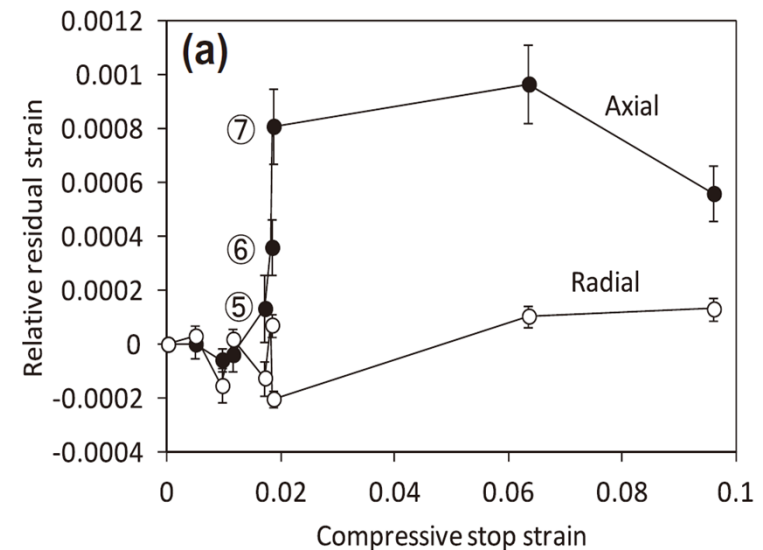 (a)
0.0012
0.001
0.0008
0.0006
0.0004
0.0002
0
-0.0002
-0.0004
Relative residual strain
⑦
⑥
⑤
Axial
Radial
0 0.02 0.04 0.06 0.08 0.1
Compressive stop strain